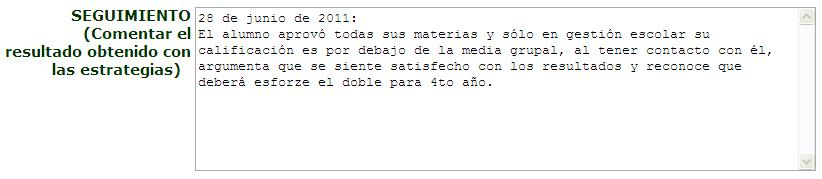 SEGUIMIENTO
(Comentar el
resultado obtenido con
las estrategias)
28 de junio de 2011:
El alumno aprovó todas sus materias y sólo en gestión escolar su
calificación es por debajo de la media grupal, al tener contacto con él,
argumenta que se siente satisfecho con los resultados y reconoce que
deberá esforze el doble para 4to año.